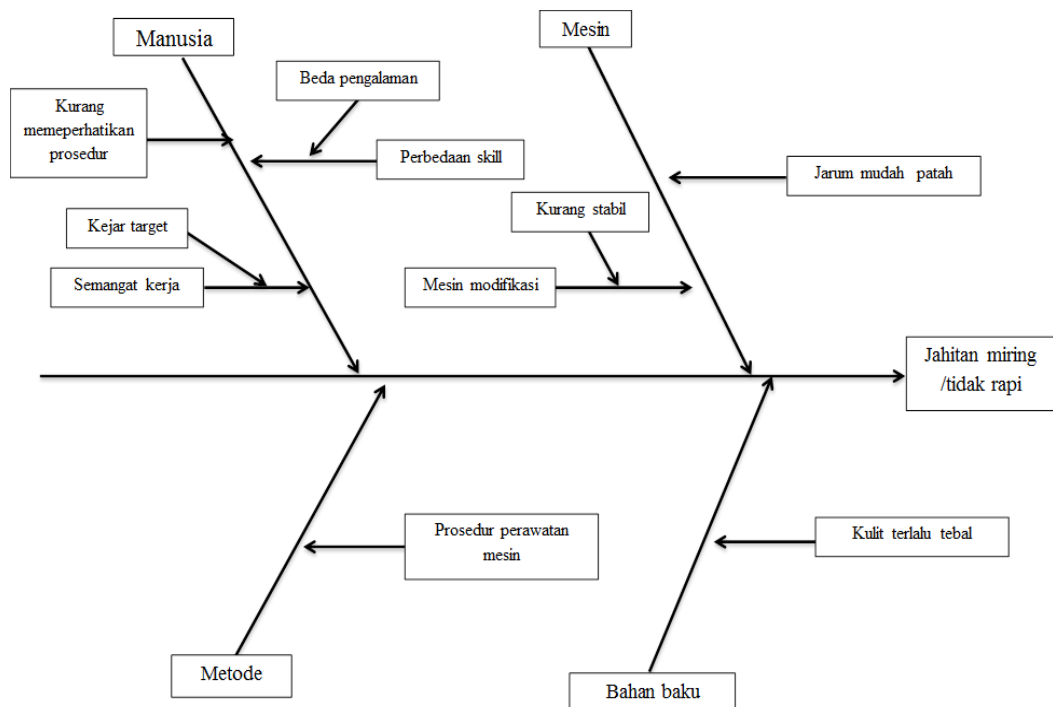 Manusia
Mesin
Beda pengalaman
Kurang
memeperhatikan
prosedur
Perbedaan skill
Jarum mudah patah
Kurang stabil
Kejar target
Semangat kerja
Mesin modifikasi
Jahitan miring
/tidak rapi
Prosedur perawatan
mesin
Kulit terlalu tebal
Metode
Bahan baku